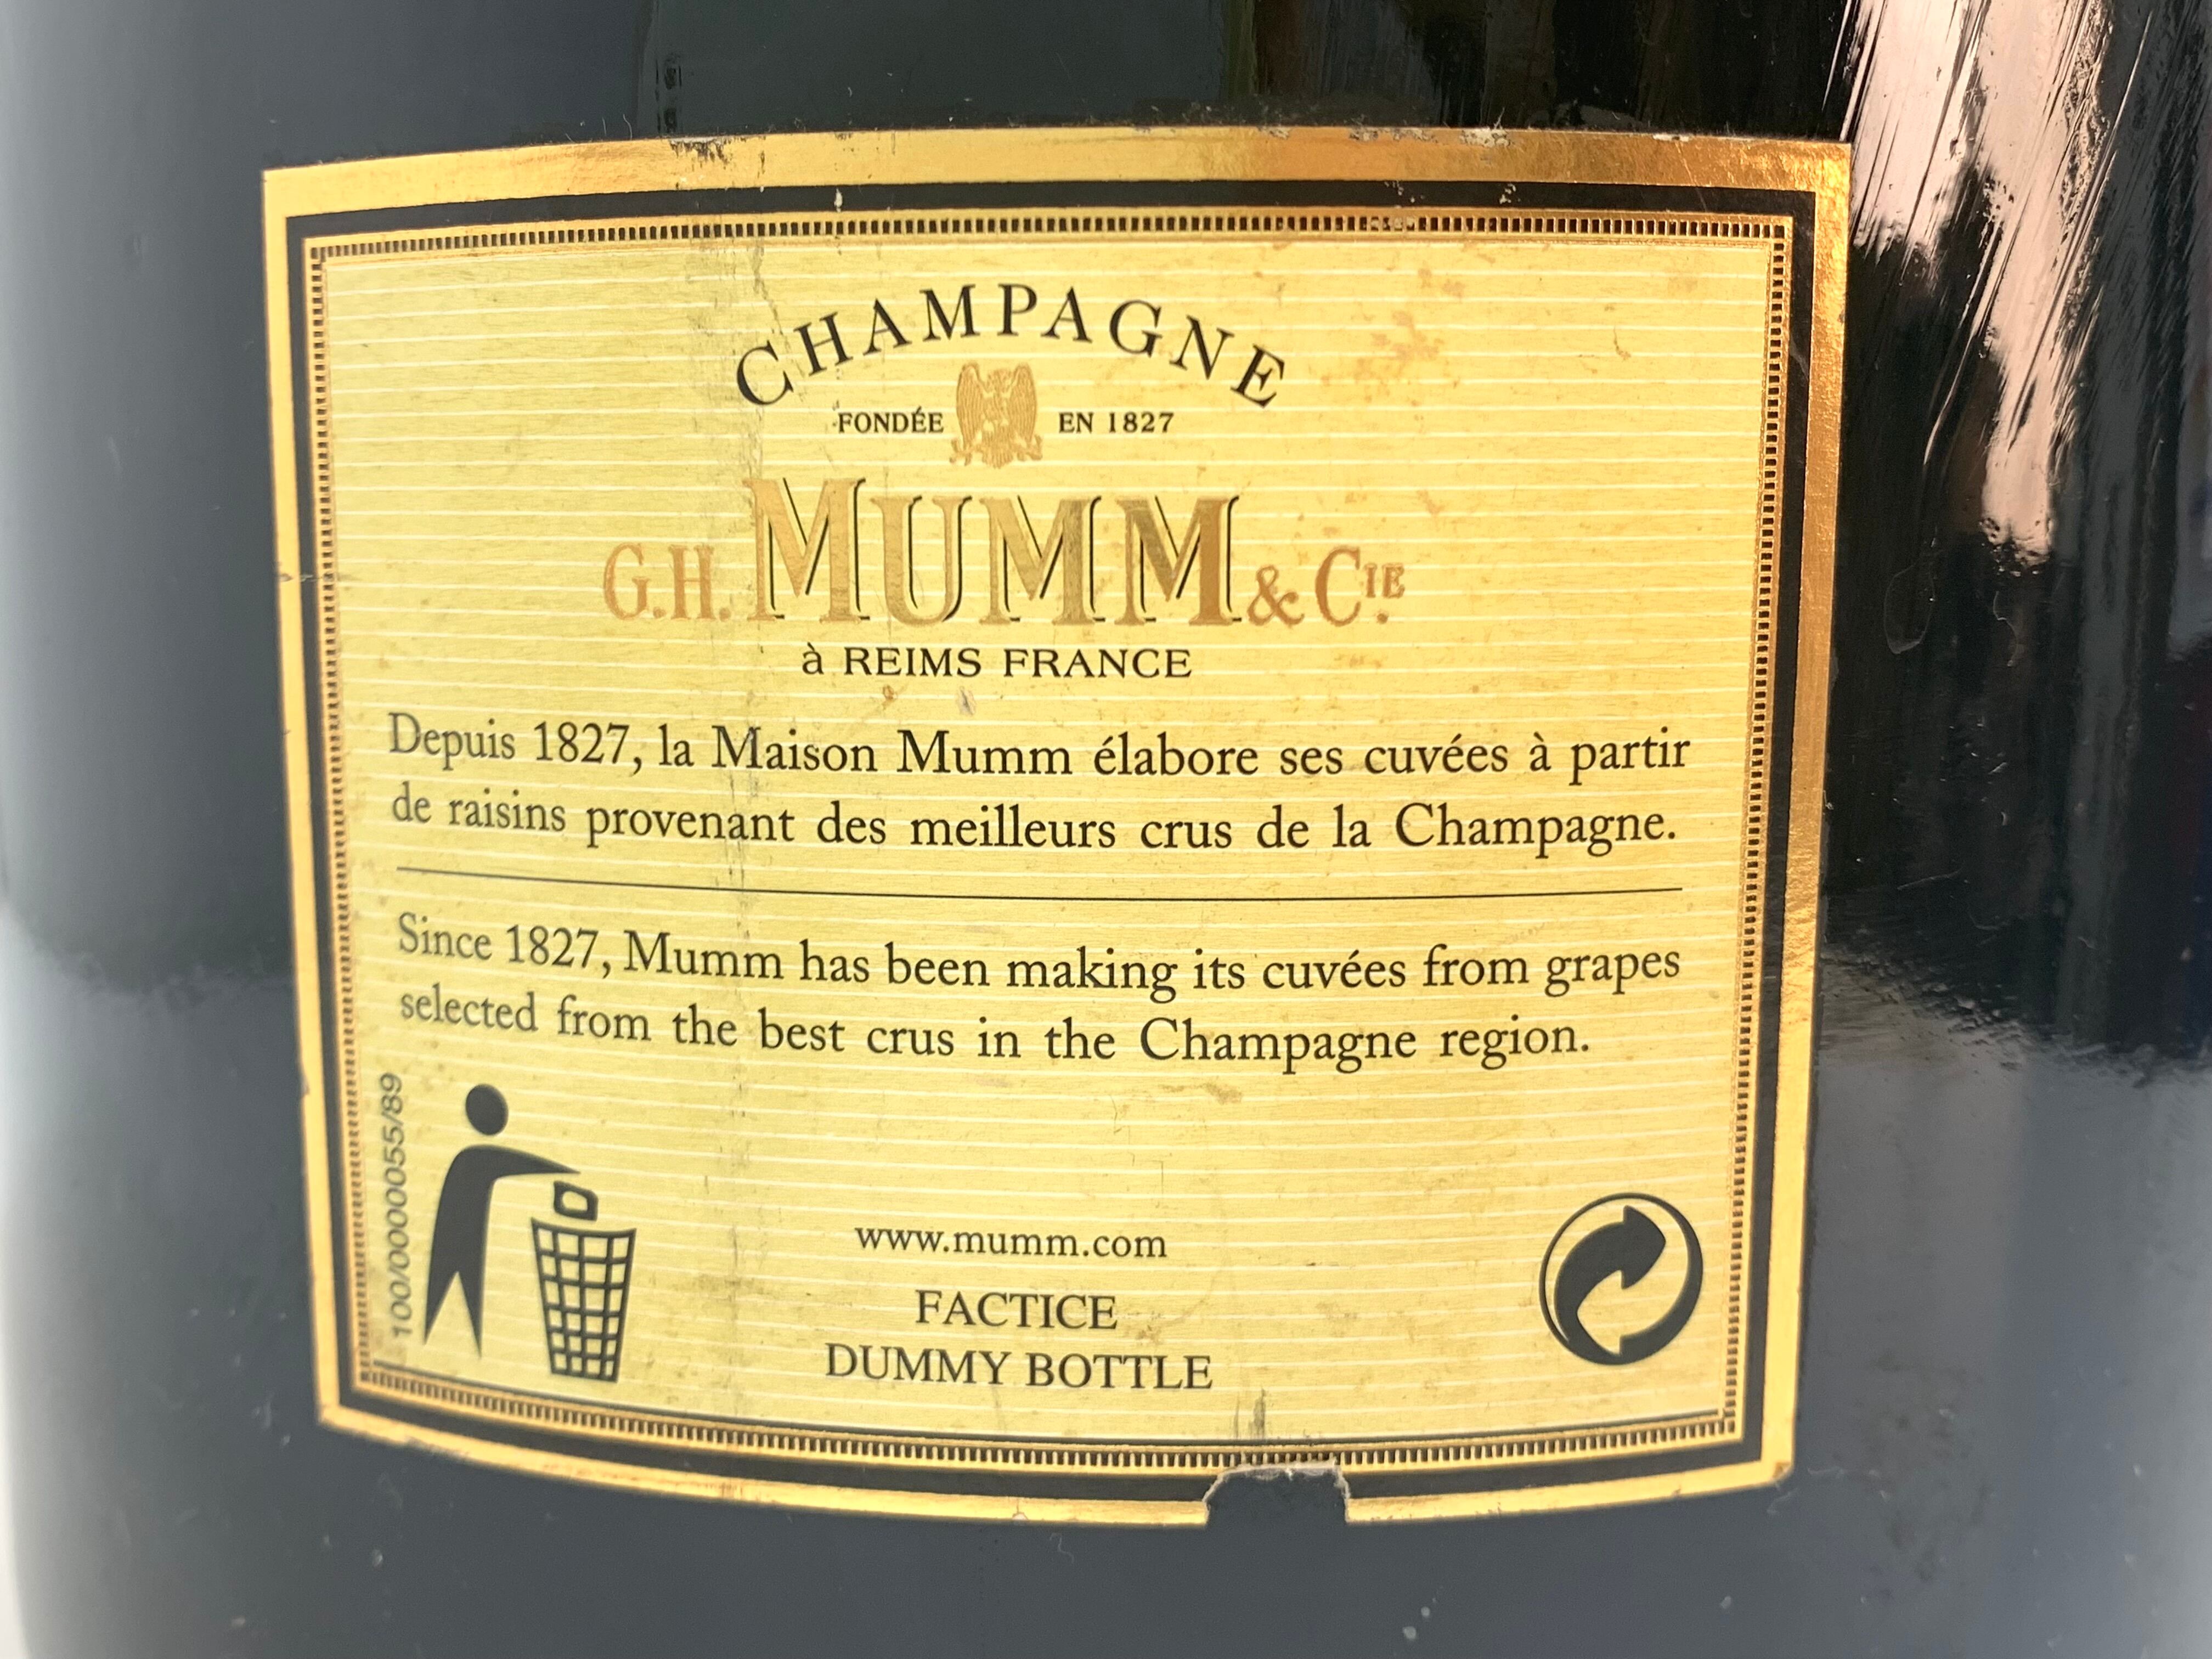 CHAMPAGNE
FONDÉE EN 1827
G.H. MUMM & CIE.
à REIMS FRANCE
Depuis 1827, la Maison Mumm élabore ses cuvées à partir
de raisins provenant des meilleurs crus de la Champagne.
Since 1827, Mumm has been making its cuvées from grapes
selected from the best crus in the Champagne region.
100/0000055/89
www.mumm.com
FACTICE
DUMMY BOTTLE